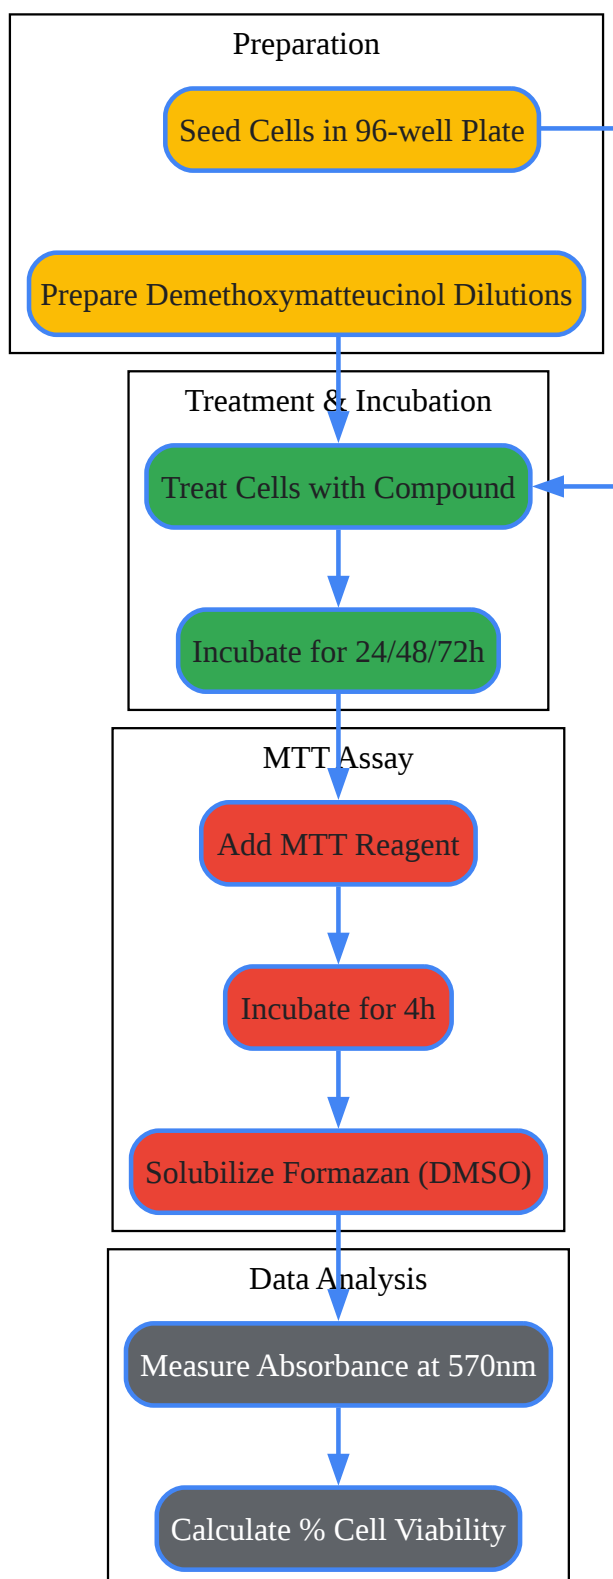 Preparation
Seed Cells in 96-well Plate
Prepare Demethoxymatteucinol Dilutions
Treatment & Incubation
Treat Cells with Compound
Incubate for 24/48/72h
MTT Assay
Add MTT Reagent
Incubate for 4h
Solubilize Formazan (DMSO)
Data Analysis
Measure Absorbance at 570nm
Calculate % Cell Viability